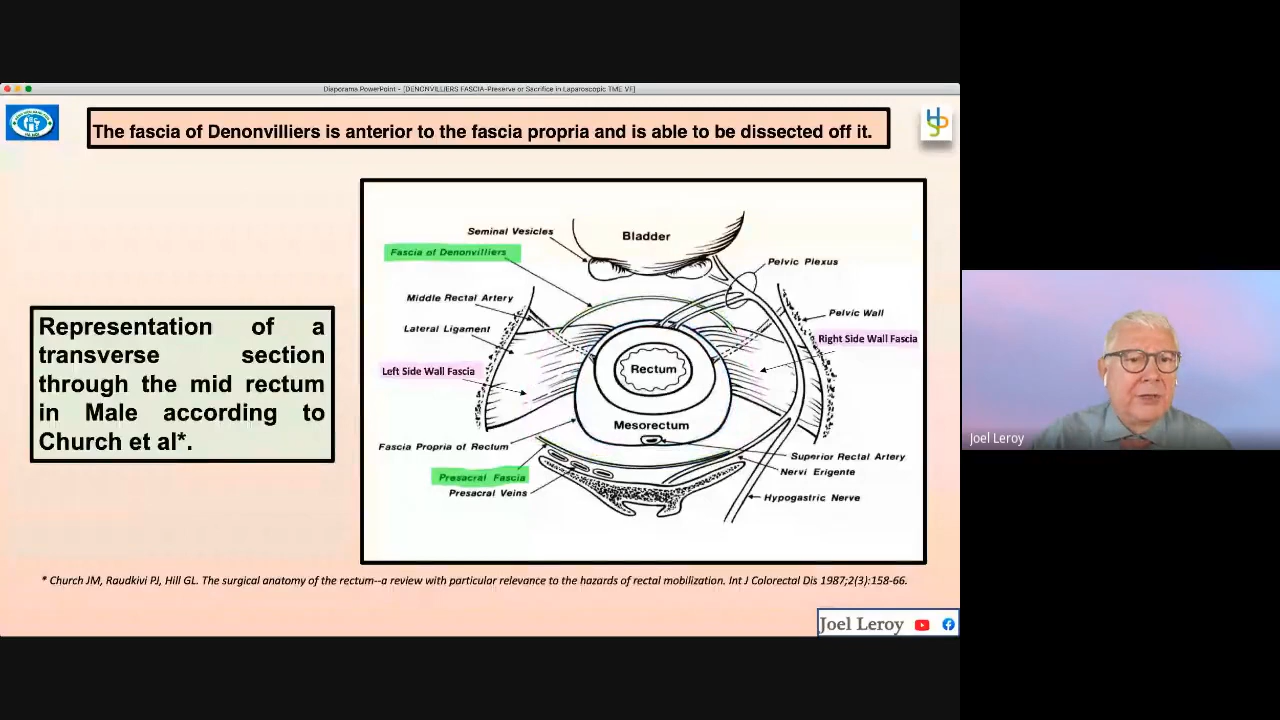 Diaporama.PowerPoint - [DENONVILLIERS FASCIA-Preserve or Sacrifice in Laparoscopic TME VF]
The fascia of Denonvilliers is anterior to the fascia propria and is able to be dissected off it.
Representation of a
transverse section
through the mid rectum
in Male according to
Church et al*.
Seminal Vesicles
Bladder
Fascia of Denonvilliers
Pelvic Plexus
Middle Rectal Artery
Pelvic Wall
Lateral Ligament
Right Side Wall Fascia
Left Side Wall Fascia
Rectum
Mesorectum
Fascia Propria of Rectum
Superior Rectal Artery
Presacral Fascia
Nervi Erigente
Presacral Veins
Hypogastric Nerve
* Church JM, Raudkivi PJ, Hill GL. The surgical anatomy of the rectum--a review with particular relevance to the hazards of rectal mobilization. Int J Colorectal Dis 1987;2(3):158-66.
Joel Leroy
Joel Leroy